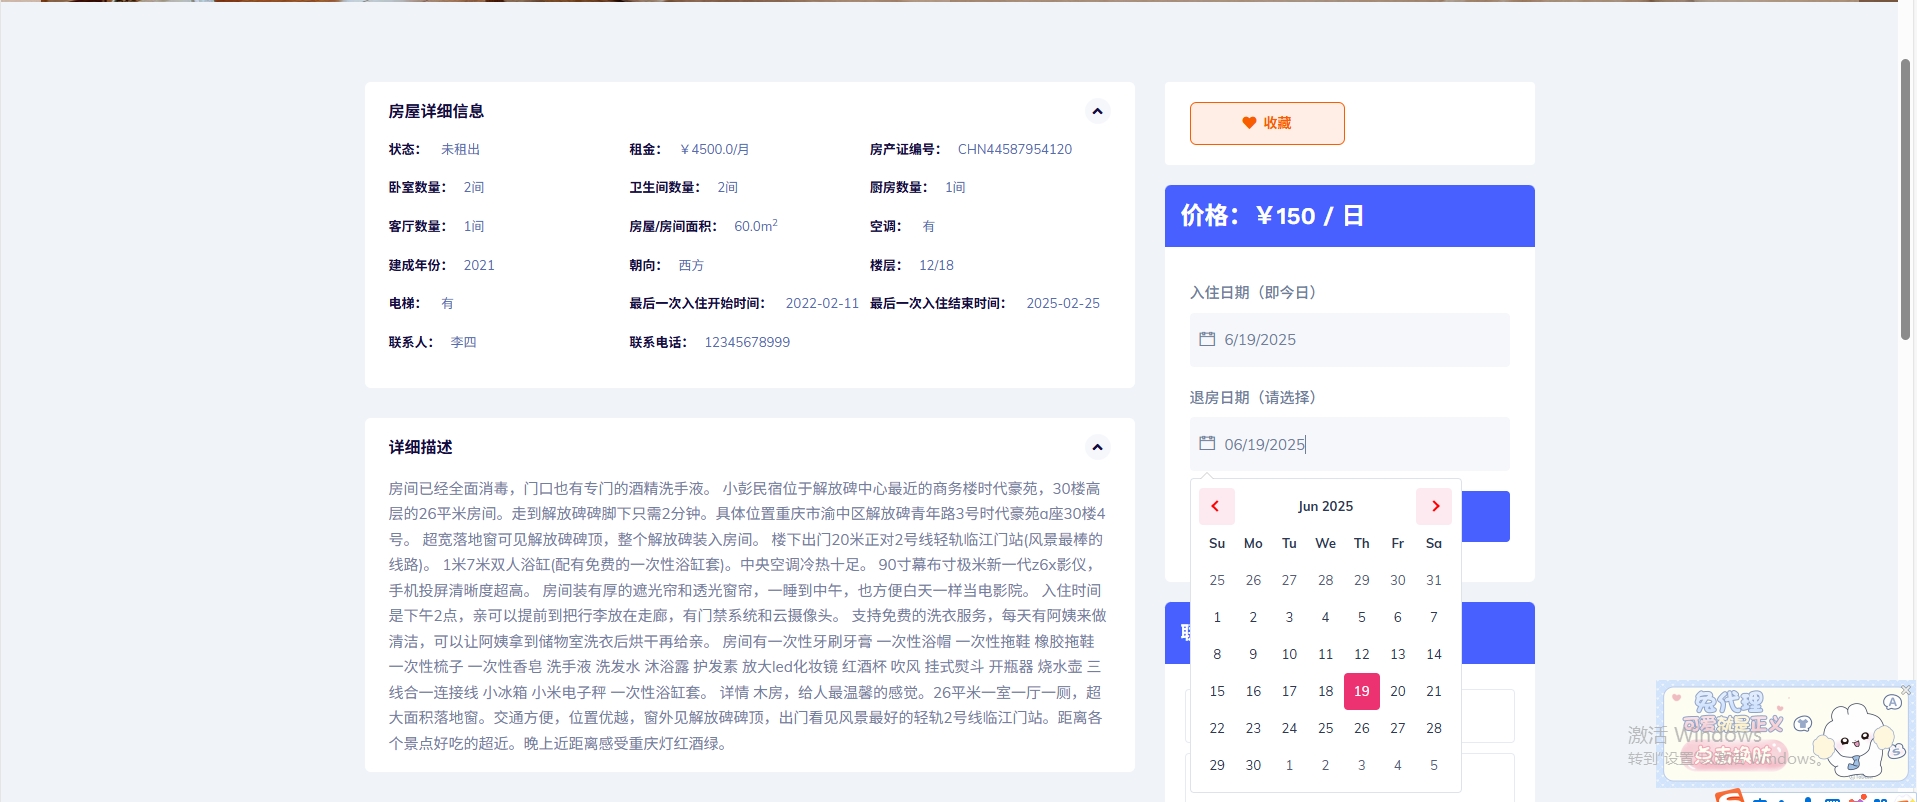 房屋详细信息
状态： 未租出 租金： ￥4500.0/月 房产证编号： CHN44587954120
卧室数量： 2间 卫生间数量： 2间 厨房数量： 1间
客厅数量： 1间 房屋/房间面积： 60.0m² 空调： 有
建成年份： 2021 朝向： 西方 楼层： 12/18
电梯： 有 最后一次入住开始时间： 2022-02-11 最后一次入住结束时间： 2025-02-25
联系人： 李四 联系电话： 12345678999
详细描述
房间已经全面消毒，门口也有专门的酒精洗手液。 小彭民宿位于解放碑中心最近的商务楼时代豪苑，30楼高
层的26平米房间。走到解放碑碑脚下只需2分钟。具体位置重庆市渝中区解放碑青年路3号时代豪苑a座30楼4
号。 超宽落地窗可见解放碑碑顶，整个解放碑装入房间。 楼下出门20米正对2号线轻轨临江门站(风景最棒的
线路)。 1米7米双人浴缸(配有免费的一次性浴缸套)。中央空调冷热十足。 90寸幕布寸极米新一代z6x影仪，
手机投屏清晰度超高。 房间装有厚的遮光帘和透光窗帘，一睡到中午，也方便白天一样当电影院。 入住时间
是下午2点，亲可以提前到把行李放在走廊，有门禁系统和云摄像头。 支持免费的洗衣服务，每天有阿姨来做
清洁，可以让阿姨拿到储物室洗衣后烘干再给亲。 房间有一次性牙刷牙膏 一次性浴帽 一次性拖鞋 橡胶拖鞋
一次性梳子 一次性香皂 洗手液 洗发水 沐浴露 护发素 放大led化妆镜 红酒杯 吹风 挂式熨斗 开瓶器 烧水壶 三
线合一连接线 小冰箱 小米电子秤 一次性浴缸套。 详情 木房，给人最温馨的感觉。26平米一室一厅一厕，超
大面积落地窗。交通方便，位置优越，窗外见解放碑碑顶，出门看见风景最好的轻轨2号线临江门站。距离各
个景点好吃的超近。晚上近距离感受重庆灯红酒绿。
收藏
价格：￥150 / 日
入住日期（即今日）
6/19/2025
退房日期（请选择）
06/19/2025
Jun 2025
Su Mo Tu We Th Fr Sa
25 26 27 28 29 30 31
1 2 3 4 5 6 7
8 9 10 11 12 13 14
15 16 17 18 19 20 21
22 23 24 25 26 27 28
29 30 1 2 3 4 5
兔代理
可爱就是正义
点击换肤
激活 Windows
转到"设置"以激活 Windows。